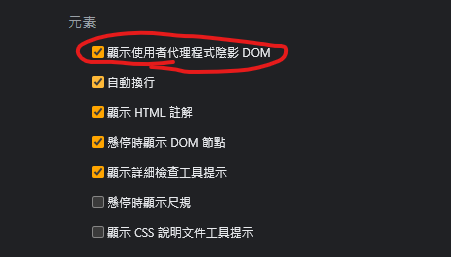 元素
顯示使用者代理程式陰影 DOM
自動換行
顯示 HTML 註解
懸停時顯示 DOM 節點
顯示詳細檢查工具提示
懸停時顯示尺規
顯示 CSS 說明文件工具提示